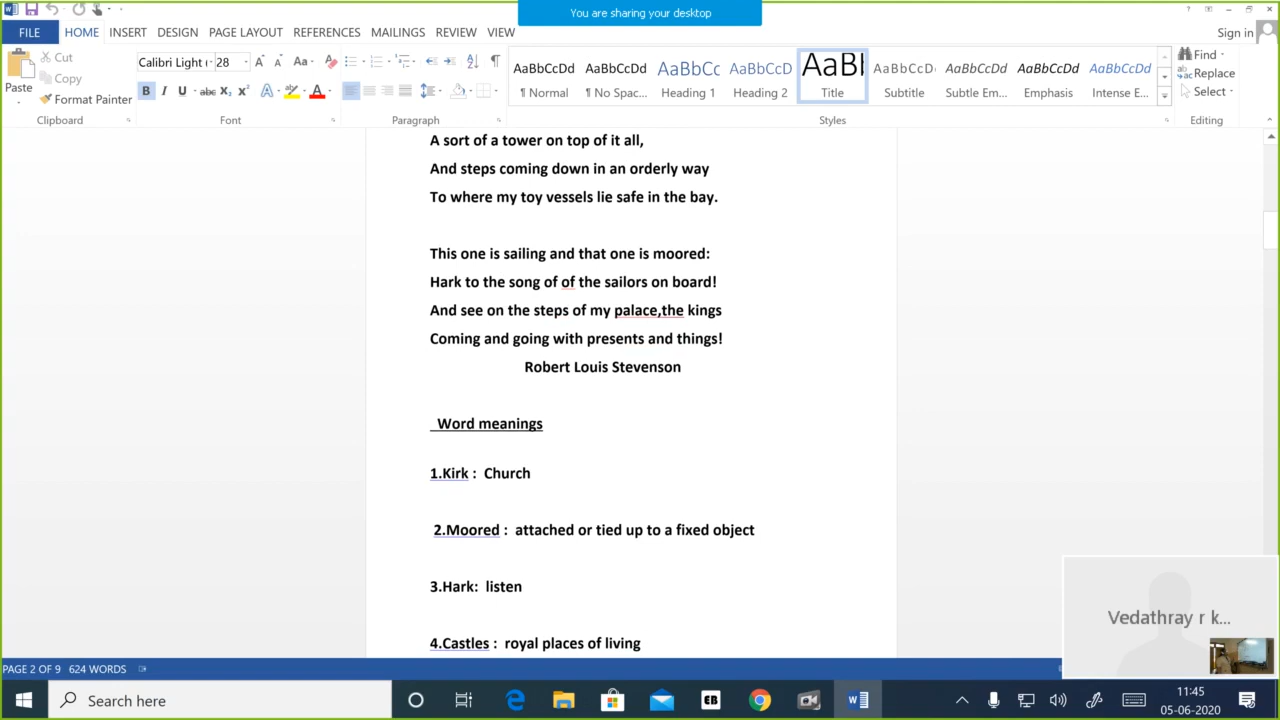 You are sharing your desktop
FILE HOME INSERT DESIGN PAGE LAYOUT REFERENCES MAILINGS REVIEW VIEW
Sign in
Cut
Copy
Format Painter
Paste
Clipboard
Calibri Light ( 28
Font
Paragraph
AaBbCcDd AaBbCcDd AaBbCc AaBbCcD AaBl AaBbCcD AaBbCcDd AaBbCcDd AaBbCcDd
¶ Normal ¶ No Spac... Heading 1 Heading 2 Title Subtitle Subtle Em... Emphasis Intense E...
Styles
Find
Replace
Select
Editing
A sort of a tower on top of it all,
And steps coming down in an orderly way
To where my toy vessels lie safe in the bay.
This one is sailing and that one is moored:
Hark to the song of of the sailors on board!
And see on the steps of my palace,the kings
Coming and going with presents and things!
Robert Louis Stevenson
Word meanings
1.Kirk : Church
2.Moored : attached or tied up to a fixed object
3.Hark: listen
4.Castles : royal places of living
Vedathray r k...
PAGE 2 OF 9 624 WORDS
Search here
EB
11:45
05-06-2020